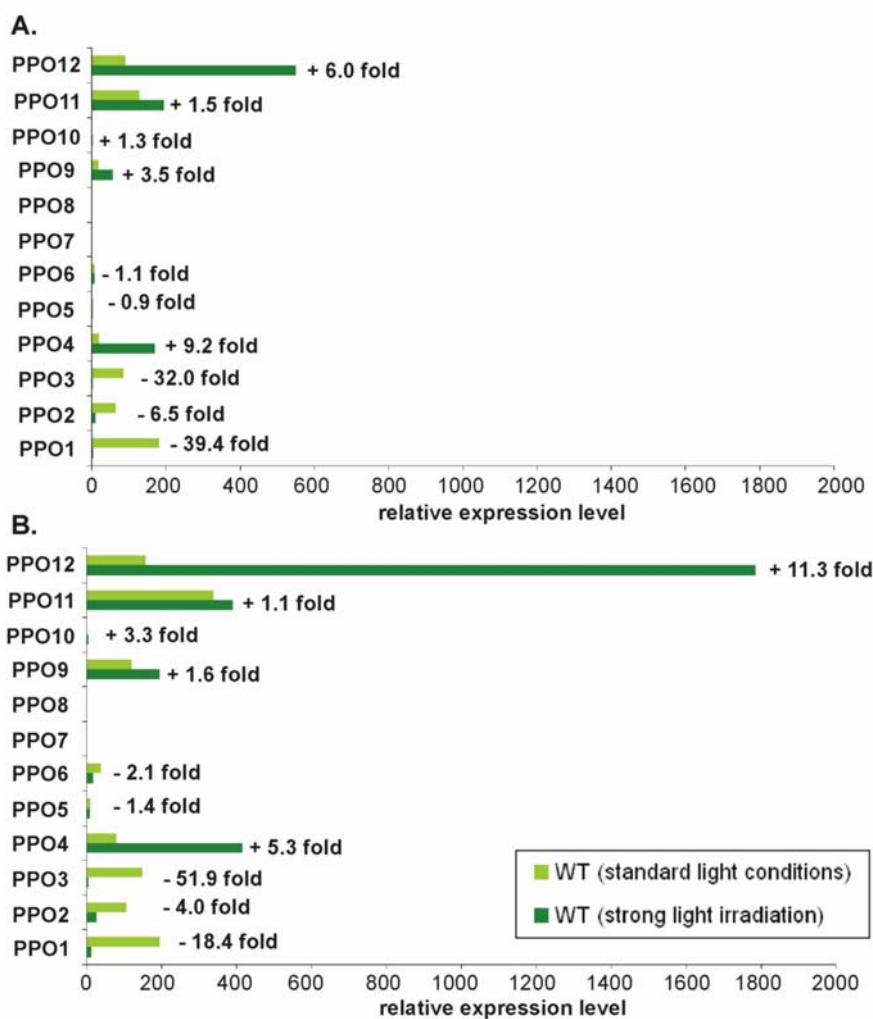 A.
PPO12
+ 6.0 fold
PPO11
+ 1.5 fold
PPO10
+ 1.3 fold
PPO9
+ 3.5 fold
PPO8
PPO7
PPO6
- 1.1 fold
PPO5
- 0.9 fold
PPO4
+ 9.2 fold
PPO3
- 32.0 fold
PPO2
- 6.5 fold
PPO1
- 39.4 fold
0 200 400 600 800 1000 1200 1400 1600 1800 2000
relative expression level
B.
PPO12
+ 11.3 fold
PPO11
+ 1.1 fold
PPO10
+ 3.3 fold
PPO9
+ 1.6 fold
PPO8
PPO7
PPO6
- 2.1 fold
PPO5
- 1.4 fold
PPO4
+ 5.3 fold
PPO3
- 51.9 fold
PPO2
- 4.0 fold
PPO1
- 18.4 fold
WT (standard light conditions)
WT (strong light irradiation)
0 200 400 600 800 1000 1200 1400 1600 1800 2000
relative expression level